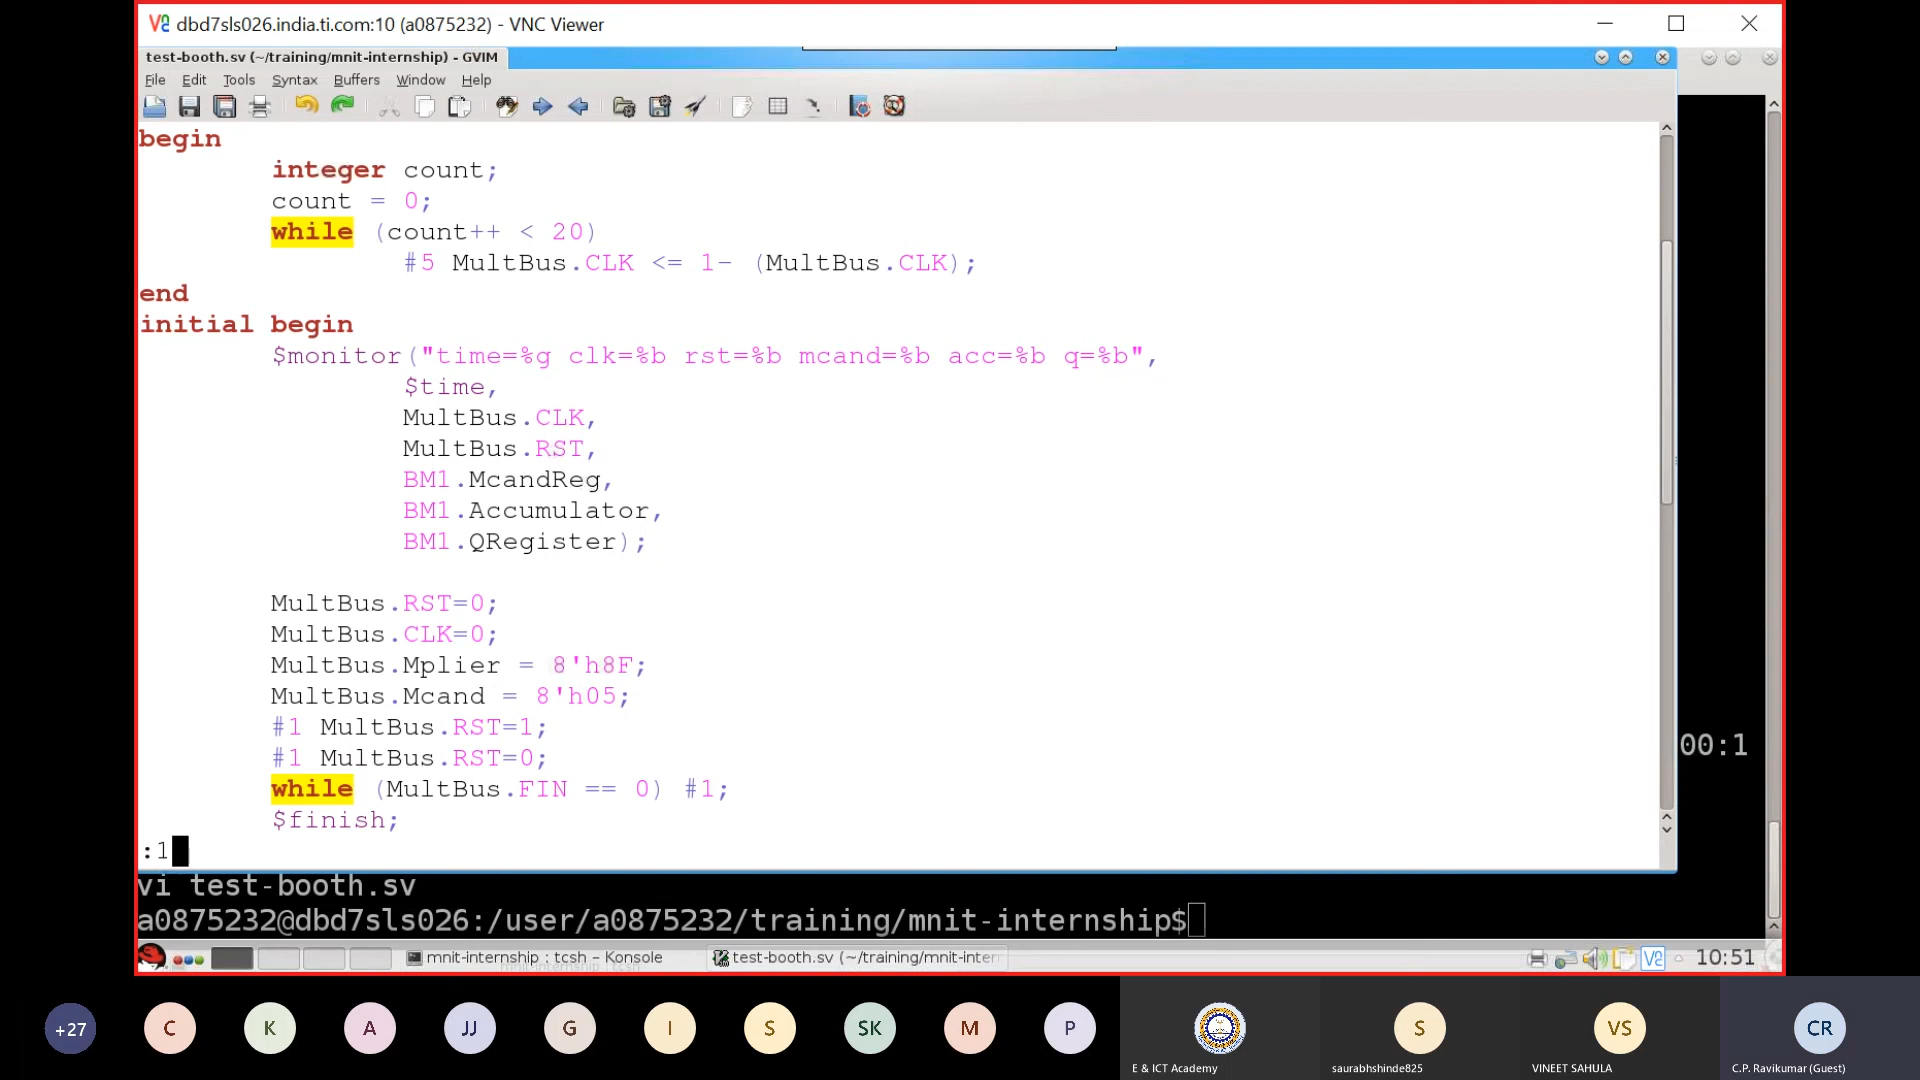 dbd7sls026.india.ti.com:10 (a0875232) - VNC Viewer
test-booth.sv (~/training/mnit-internship) - GVIM
File Edit Tools Syntax Buffers Window Help
begin
integer count;
count = 0;
while (count++ < 20)
#5 MultBus.CLK <= 1- (MultBus.CLK);
end
initial begin
$monitor("time=%g clk=%b rst=%b mcand=%b acc=%b q=%b",
$time,
MultBus.CLK,
MultBus.RST,
BM1.McandReg,
BM1.Accumulator,
BM1.QRegister);
MultBus.RST=0;
MultBus.CLK=0;
MultBus.Mplier = 8'h8F;
MultBus.Mcand = 8'h05;
#1 MultBus.RST=1;
00:1
#1 MultBus.RST=0;
while (MultBus.FIN == 0) #1;
$finish;
:1
vi test-booth.sv
a0875232@dbd7sls026:/user/a0875232/training/mnit-internship$
mnit-internship : tcsh – Konsole test-booth.sv (~/training/mnit-inter 10:51
+27 C K A JJ G I S SK M P S VS CR
E & ICT Academy saurabhshinde825 VINEET SAHULA C.P. Ravikumar (Guest)